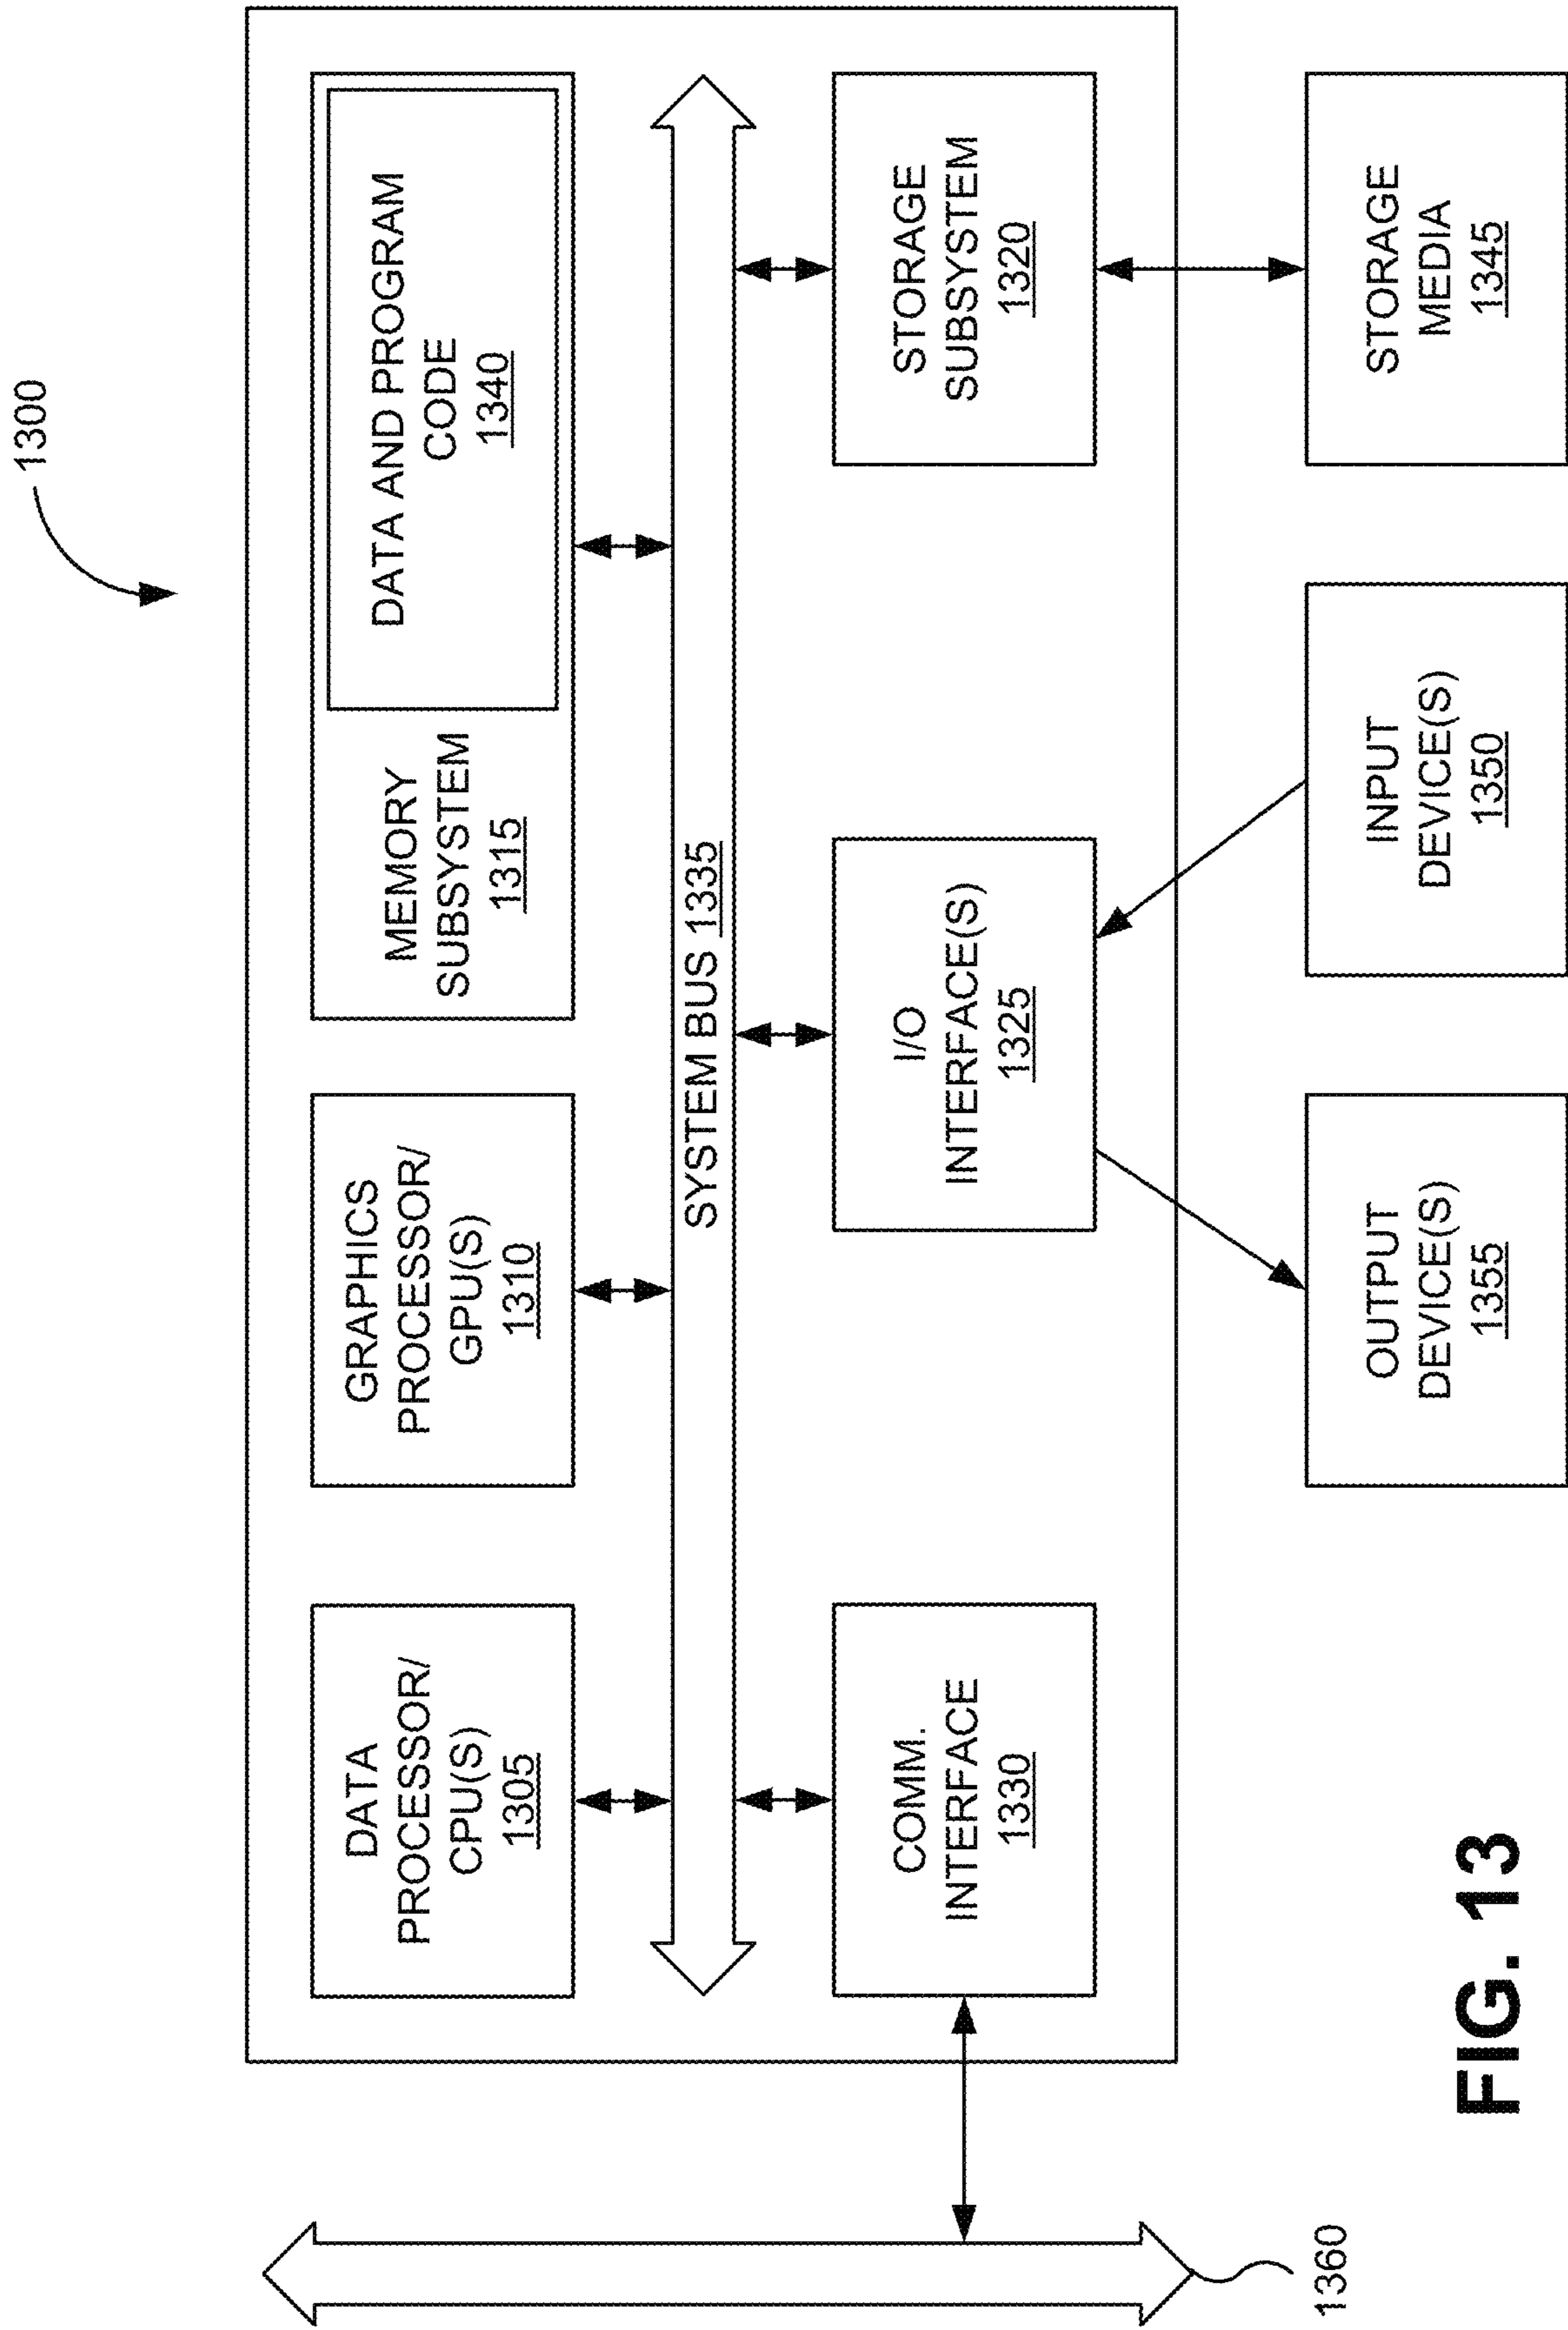 1300
DATA
PROCESSOR/
CPU(S)
1305
GRAPHICS
PROCESSOR/
GPU(S)
1310
MEMORY
SUBSYSTEM
1315
DATA AND PROGRAM
CODE
1340
SYSTEM BUS 1335
COMM.
INTERFACE
1330
I/O
INTERFACE(S)
1325
STORAGE
SUBSYSTEM
1320
OUTPUT
DEVICE(S)
1355
INPUT
DEVICE(S)
1350
STORAGE
MEDIA
1345
1360
FIG. 13